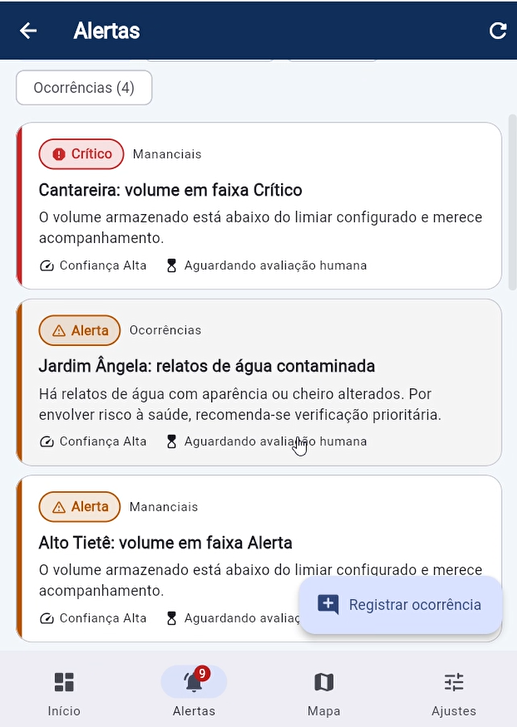 Alertas
Ocorrências (4)
Crítico Mananciais
Cantareira: volume em faixa Crítico
O volume armazenado está abaixo do limiar configurado e merece
acompanhamento.
Confiança Alta Aguardando avaliação humana
Alerta Ocorrências
Jardim Ângela: relatos de água contaminada
Há relatos de água com aparência ou cheiro alterados. Por
envolver risco à saúde, recomenda-se verificação prioritária.
Confiança Alta Aguardando avaliação humana
Alerta Mananciais
Alto Tietê: volume em faixa Alerta
O volume armazenado está abaixo do limiar configurado e merece
acompanhamento.
Confiança Alta Aguardando
Registrar ocorrência
9
Início Alertas Mapa Ajustes